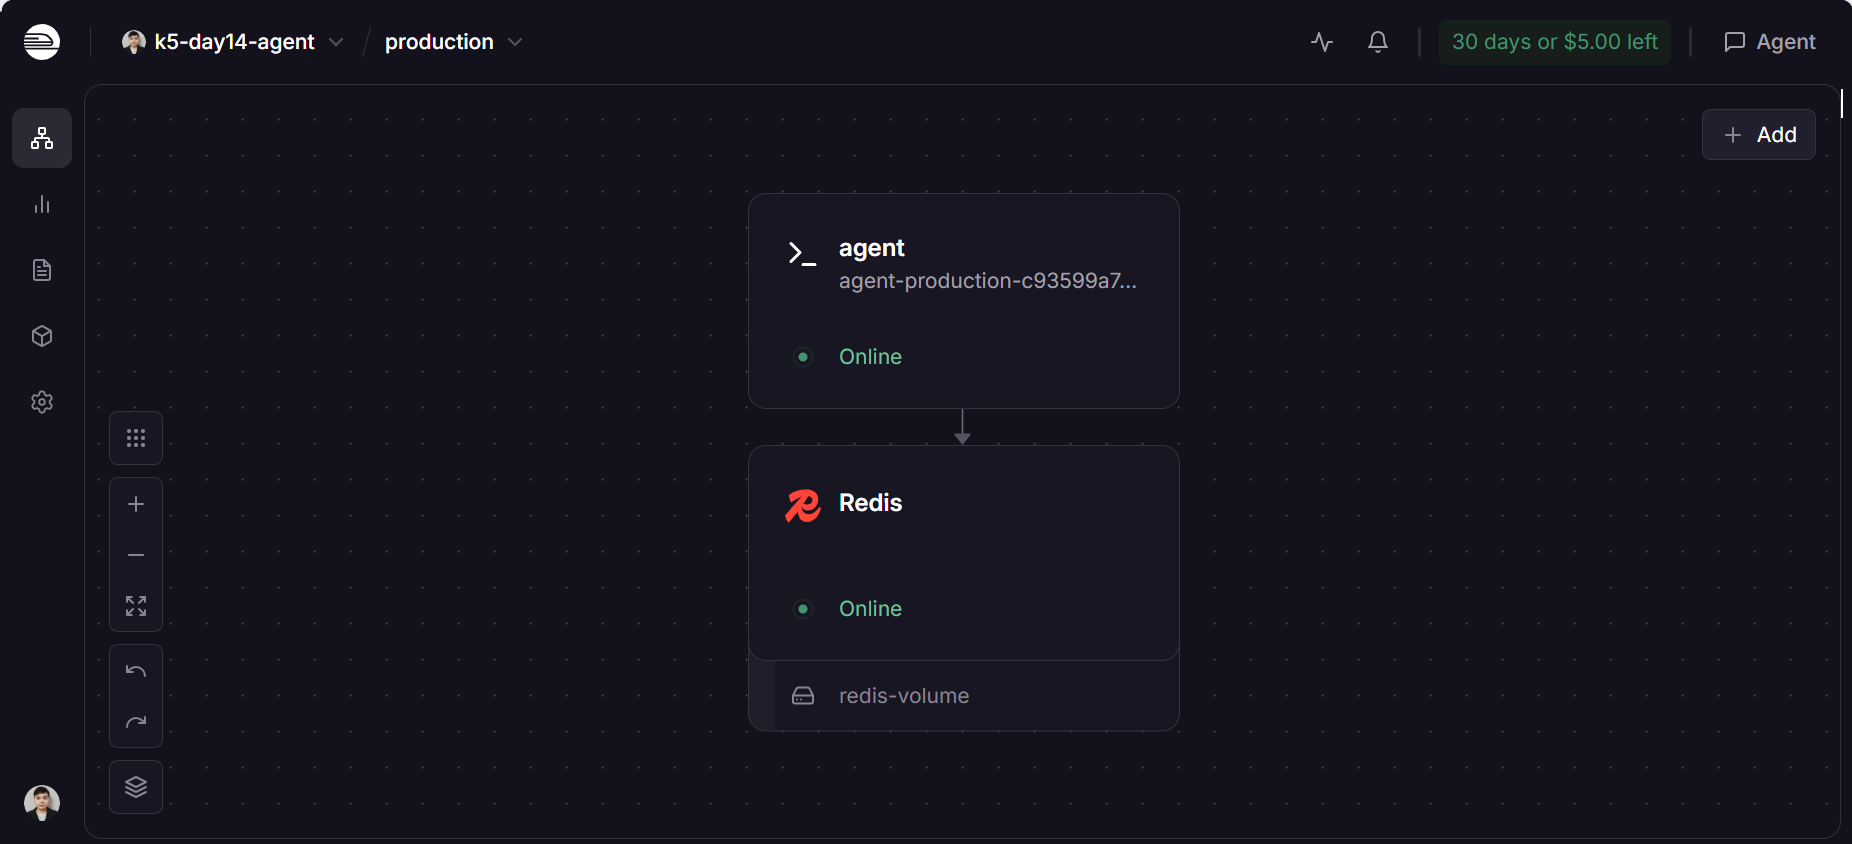 k5-day14-agent / production
30 days or $5.00 left
Agent
+ Add
agent
agent-production-c93599a7...
Online
Redis
Online
redis-volume